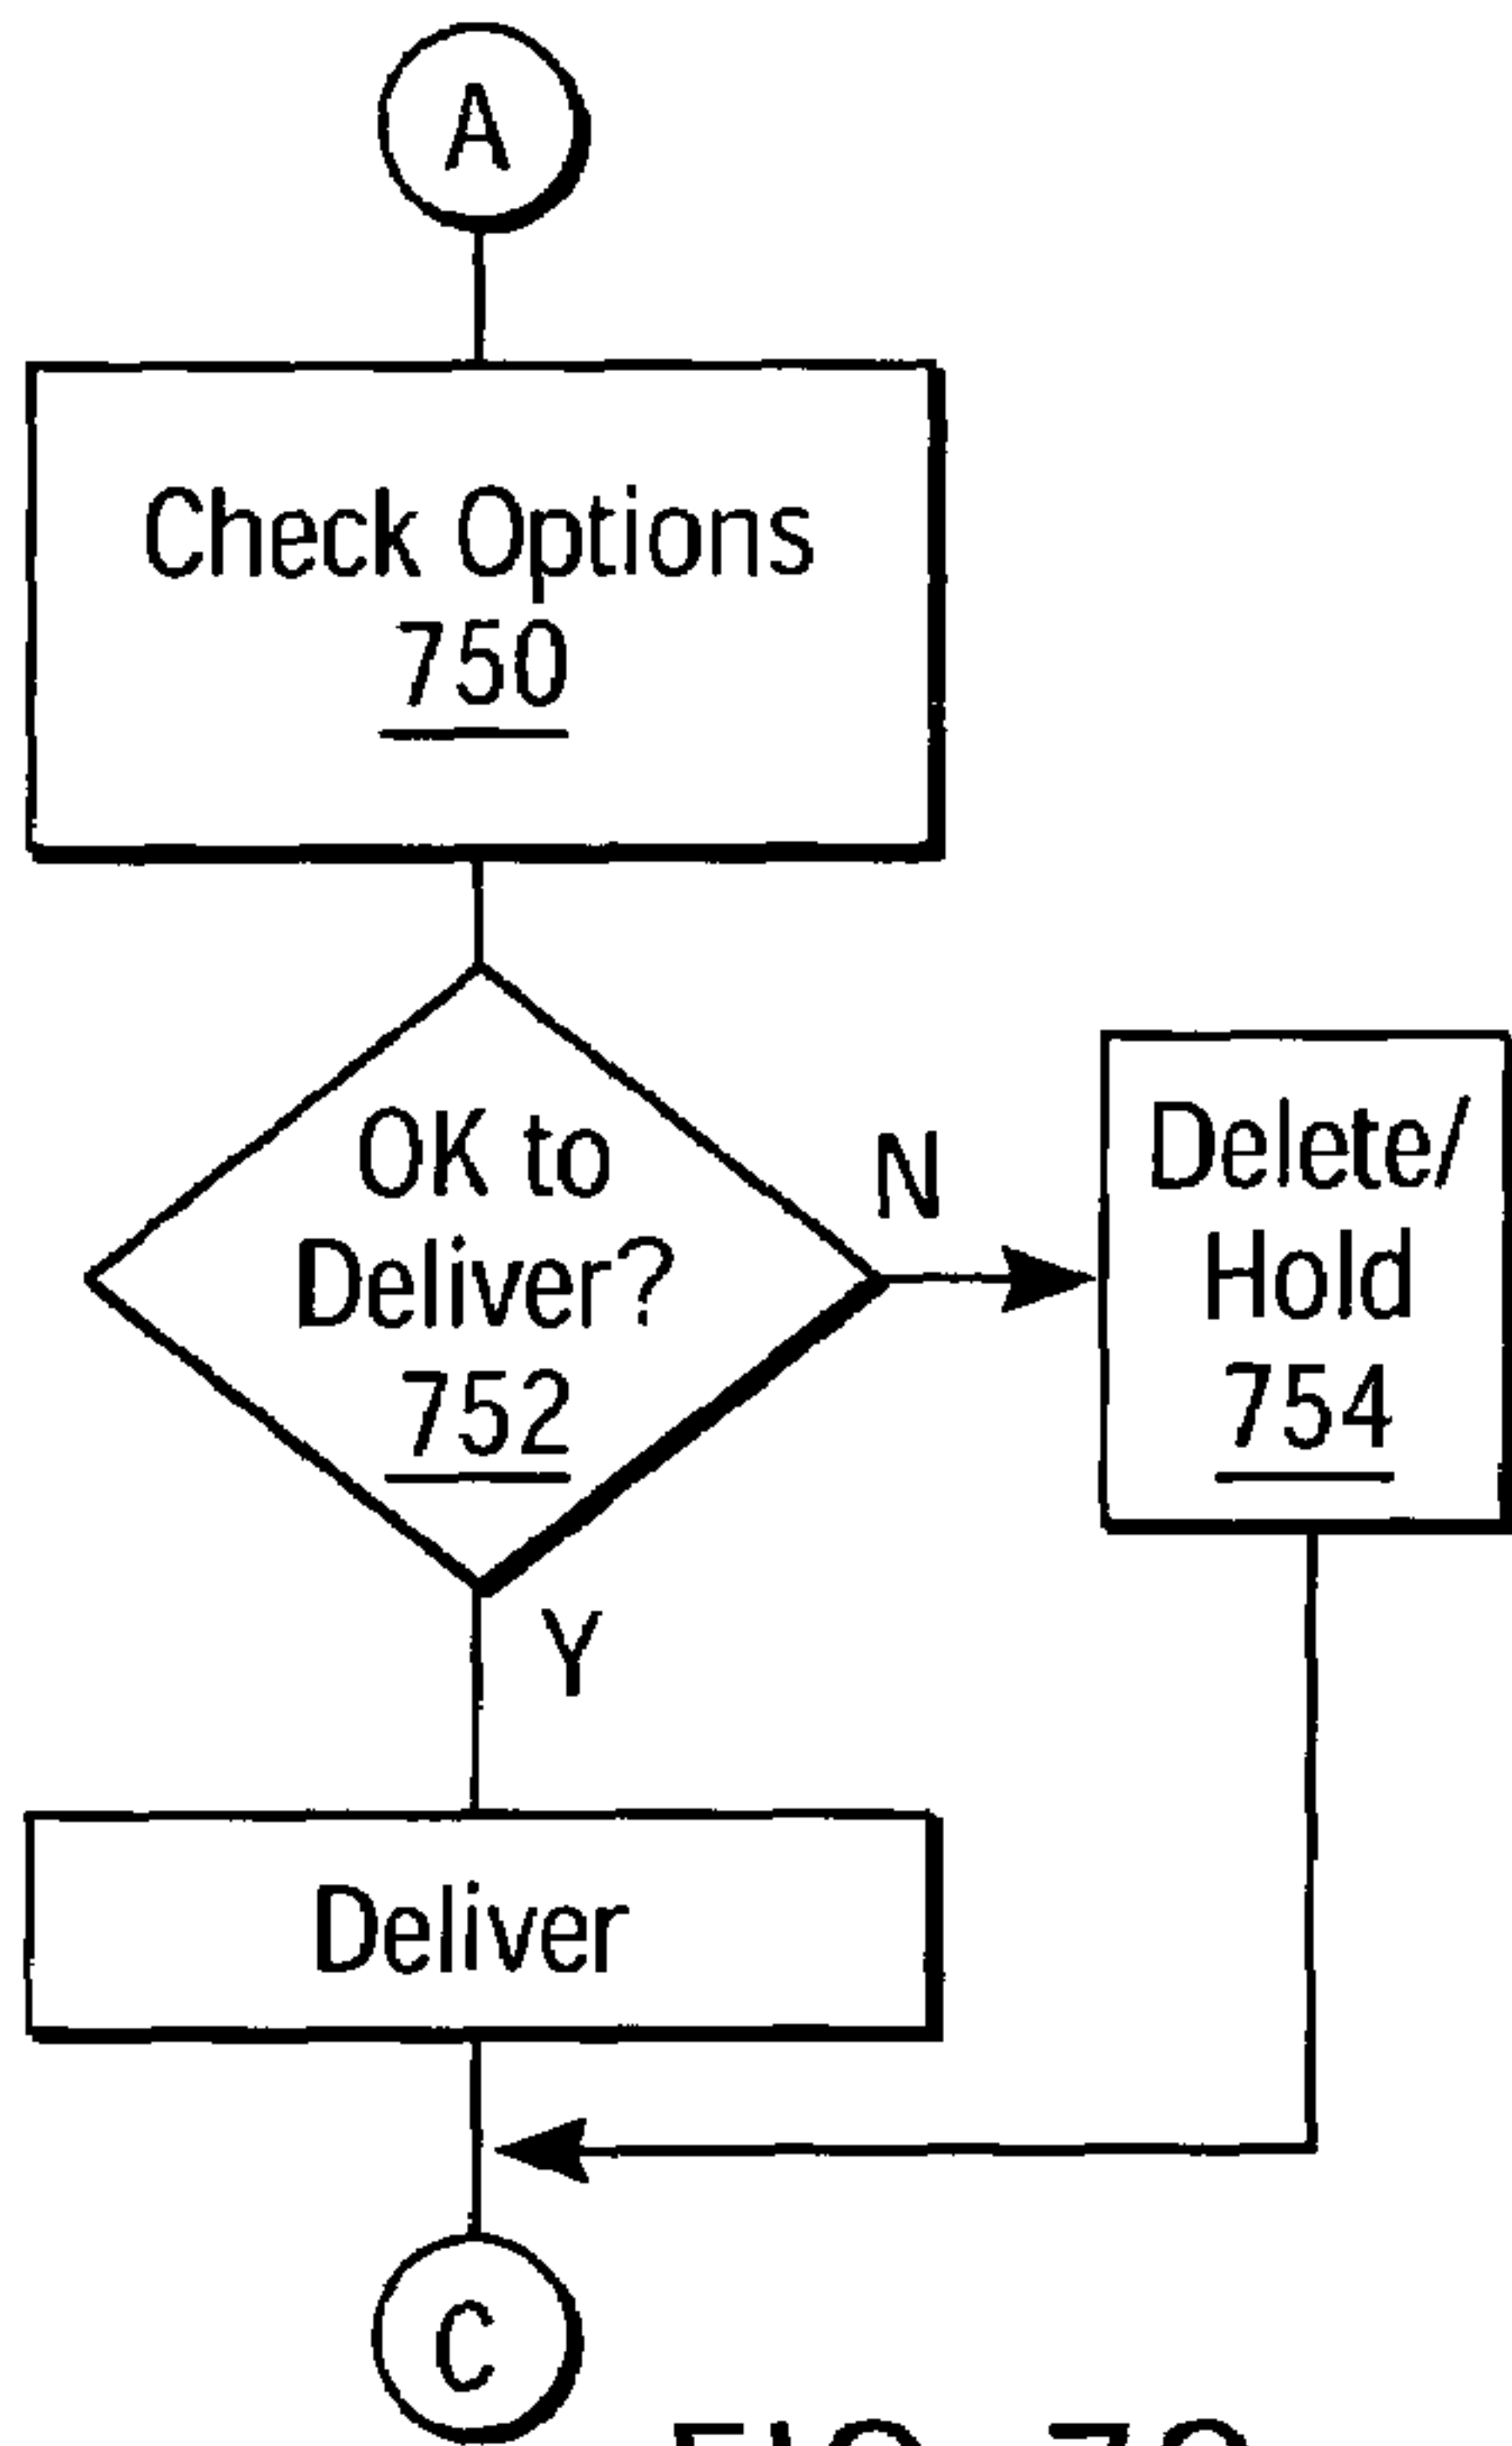 A
Check Options
750
OK to
Deliver?
752
N
Delete/
Hold
754
Y
Deliver
C